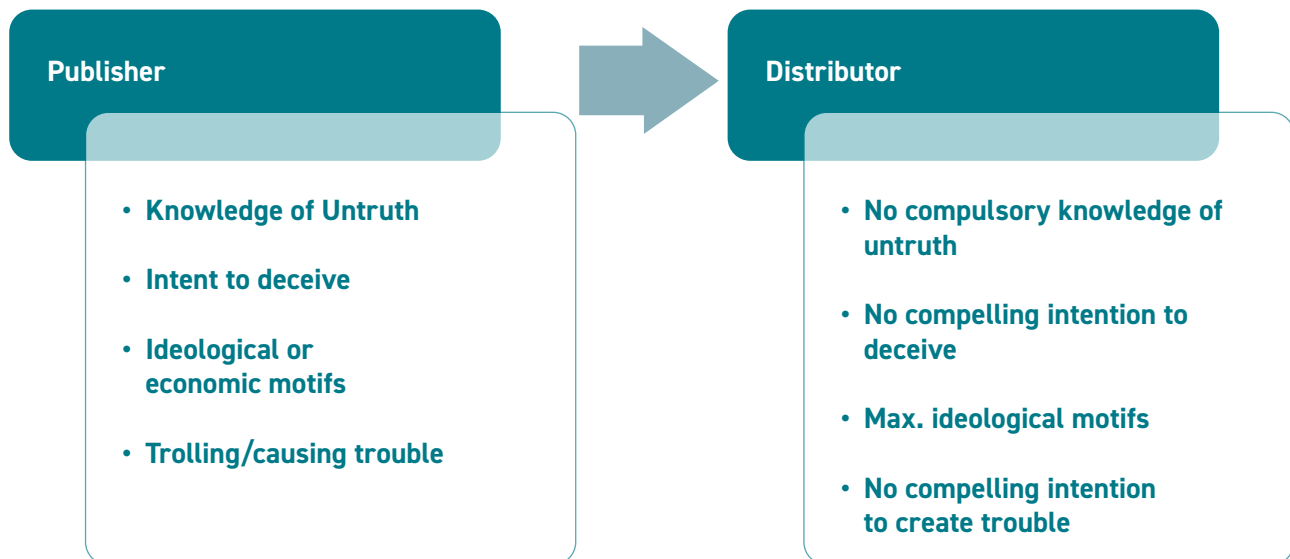 Publisher
• Knowledge of Untruth
• Intent to deceive
• Ideological or
economic motifs
• Trolling/causing trouble
Distributor
• No compulsory knowledge of
untruth
• No compelling intention to
deceive
• Max. ideological motifs
• No compelling intention
to create trouble